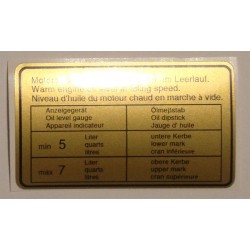 Leerlauf.
Warm engine idling speed.
Niveau d'huile du moteur chaud en marche à vide.
Anzeigegerät Ölmeßstab
Oil level gauge Oil dipstick
Appareil indicateur Jauge d'huile
Liter untere Kerbe
min 5 quarts lower mark
litres cran inférieure
Liter obere Kerbe
max 7 quarts upper mark
litres cran supérieure